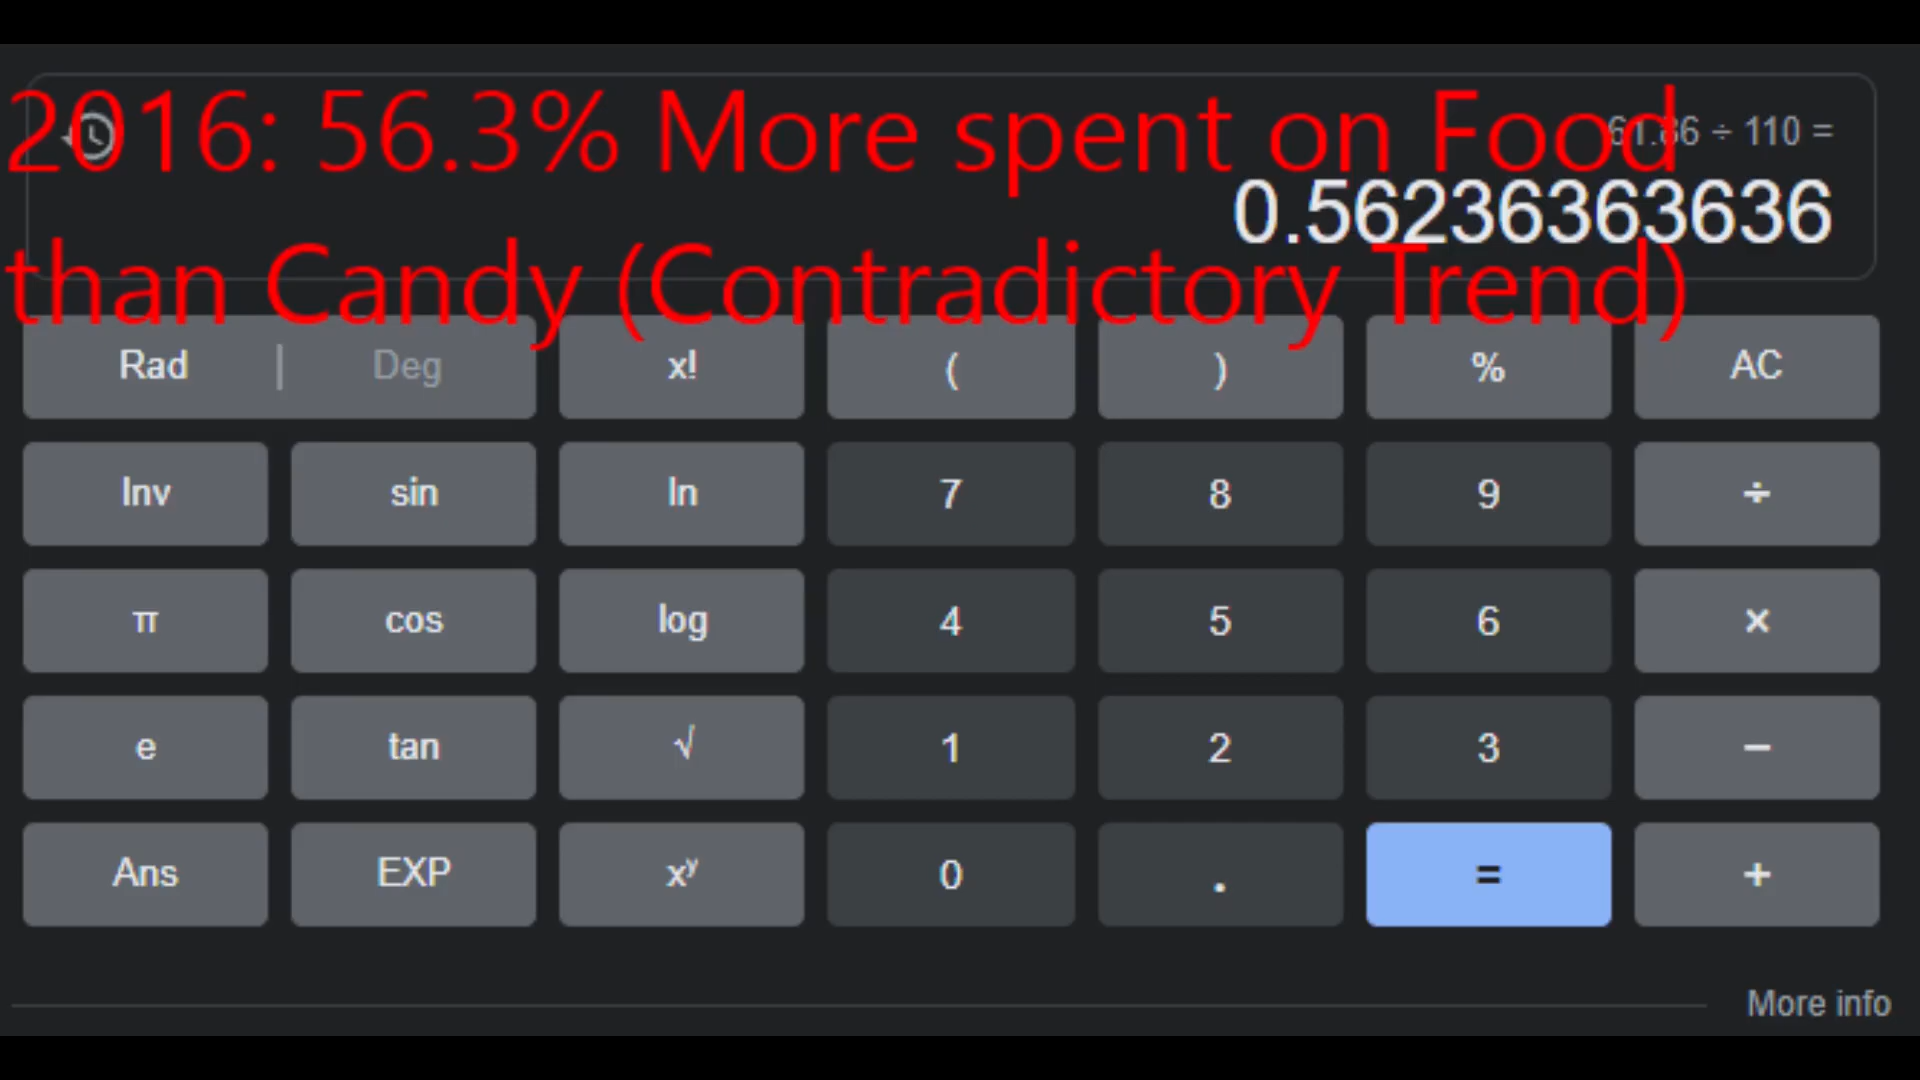 2016: 56.3% More spent on Food
than Candy (Contradictory Trend)
61.86 ÷ 110 =
0.56236363636
Rad | Deg x! ( ) % AC
Inv sin ln 7 8 9 ÷
π cos log 4 5 6 ×
e tan √ 1 2 3 −
Ans EXP xʸ 0 . = +
More info